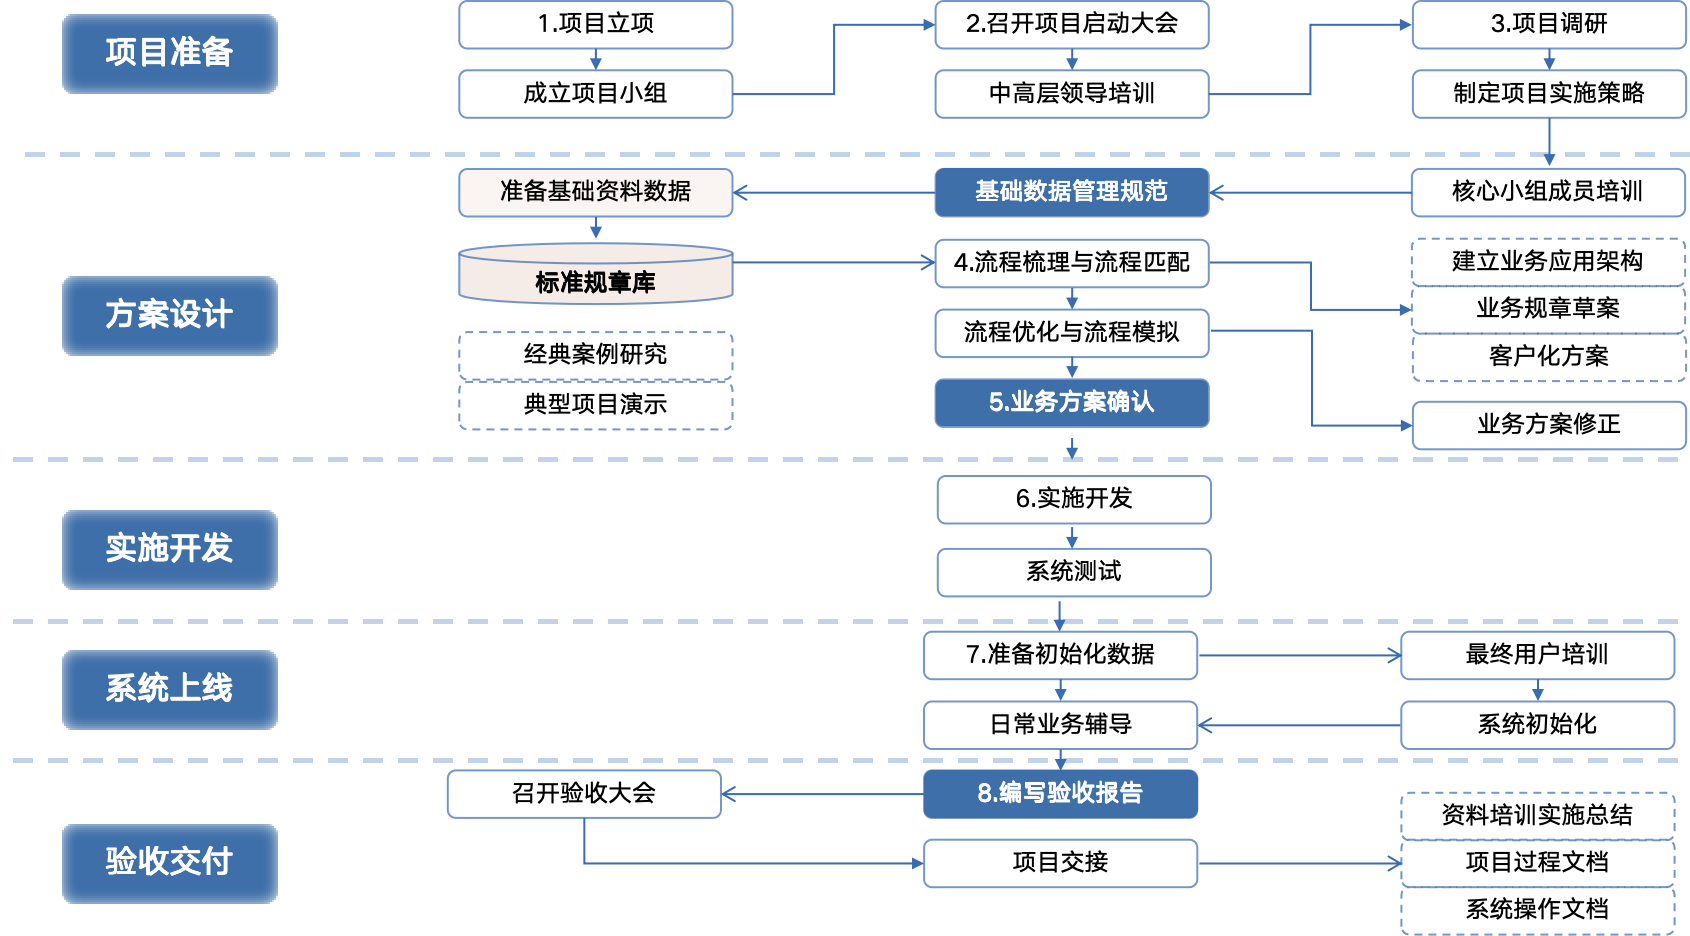 项目准备
1.项目立项
2.召开项目启动大会
3.项目调研
成立项目小组
中高层领导培训
制定项目实施策略
方案设计
准备基础资料数据
基础数据管理规范
核心小组成员培训
标准规章库
4.流程梳理与流程匹配
建立业务应用架构
业务规章草案
流程优化与流程模拟
客户化方案
经典案例研究
典型项目演示
5.业务方案确认
业务方案修正
实施开发
6.实施开发
系统测试
系统上线
7.准备初始化数据
最终用户培训
日常业务辅导
系统初始化
验收交付
召开验收大会
8.编写验收报告
资料培训实施总结
项目交接
项目过程文档
系统操作文档